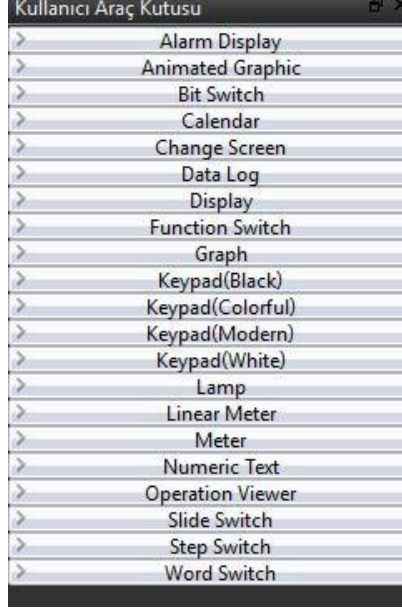 Kullanıcı Araç Kutusu
Alarm Display
Animated Graphic
Bit Switch
Calendar
Change Screen
Data Log
Display
Function Switch
Graph
Keypad(Black)
Keypad(Colorful)
Keypad(Modern)
Keypad(White)
Lamp
Linear Meter
Meter
Numeric Text
Operation Viewer
Slide Switch
Step Switch
Word Switch